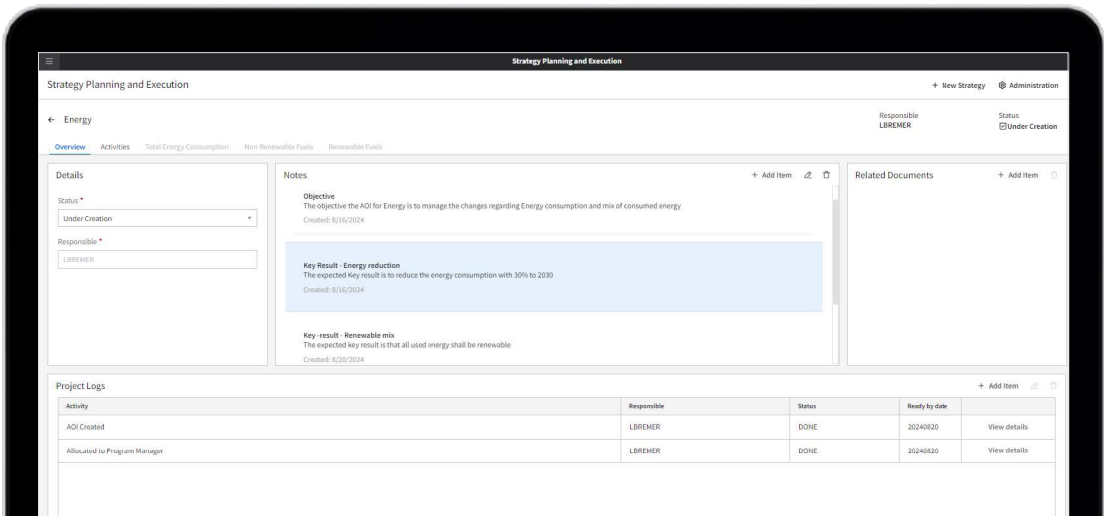 Strategy Planning and Execution
Strategy Planning and Execution
+ New Strategy
Administration
← Energy
Responsible
LBREMER
Status
Under Creation
Overview
Activities
Total Energy Consumption
Non Renewable Fuels
Renewable Fuels
Details
Status *
Under Creation
Responsible *
LBREMER
Notes
+ Add Item
Objective
The objective the AOI for Energy is to manage the changes regarding Energy consumption and mix of consumed energy
Created: 8/16/2024
Key Result - Energy reduction
The expected Key result is to reduce the energy consumption with 30% to 2030
Created: 8/16/2024
Key -result - Renewable mix
The expected key result is that all used energy shall be renewable
Created: 8/20/2024
Related Documents
+ Add Item
Project Logs
+ Add Item
Activity Responsible Status Ready by date
AOI Created LBREMER DONE 20240820 View details
Allocated to Program Manager LBREMER DONE 20240820 View details